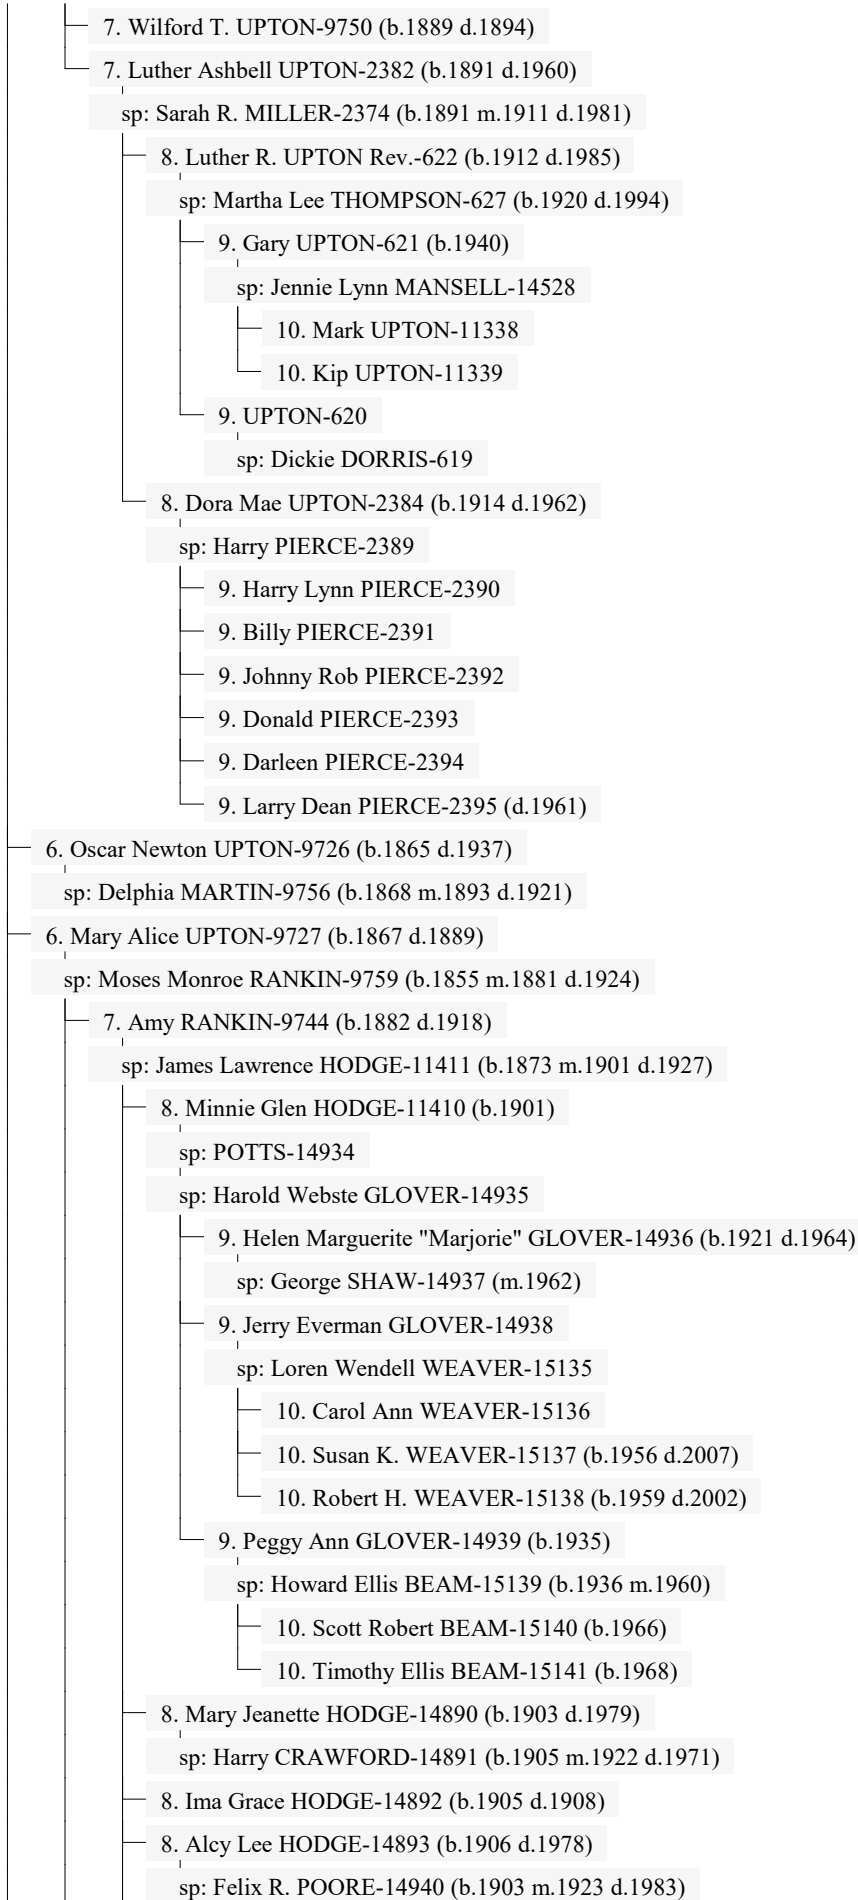 7. Wilford T. UPTON-9750 (b.1889 d.1894)
7. Luther Ashbell UPTON-2382 (b.1891 d.1960)
sp: Sarah R. MILLER-2374 (b.1891 m.1911 d.1981)
8. Luther R. UPTON Rev.-622 (b.1912 d.1985)
sp: Martha Lee THOMPSON-627 (b.1920 d.1994)
9. Gary UPTON-621 (b.1940)
sp: Jennie Lynn MANSELL-14528
10. Mark UPTON-11338
10. Kip UPTON-11339
9. UPTON-620
sp: Dickie DORRIS-619
8. Dora Mae UPTON-2384 (b.1914 d.1962)
sp: Harry PIERCE-2389
9. Harry Lynn PIERCE-2390
9. Billy PIERCE-2391
9. Johnny Rob PIERCE-2392
9. Donald PIERCE-2393
9. Darleen PIERCE-2394
9. Larry Dean PIERCE-2395 (d.1961)
6. Oscar Newton UPTON-9726 (b.1865 d.1937)
sp: Delphia MARTIN-9756 (b.1868 m.1893 d.1921)
6. Mary Alice UPTON-9727 (b.1867 d.1889)
sp: Moses Monroe RANKIN-9759 (b.1855 m.1881 d.1924)
7. Amy RANKIN-9744 (b.1882 d.1918)
sp: James Lawrence HODGE-11411 (b.1873 m.1901 d.1927)
8. Minnie Glen HODGE-11410 (b.1901)
sp: POTTS-14934
sp: Harold Webste GLOVER-14935
9. Helen Marguerite "Marjorie" GLOVER-14936 (b.1921 d.1964)
sp: George SHAW-14937 (m.1962)
9. Jerry Everman GLOVER-14938
sp: Loren Wendell WEAVER-15135
10. Carol Ann WEAVER-15136
10. Susan K. WEAVER-15137 (b.1956 d.2007)
10. Robert H. WEAVER-15138 (b.1959 d.2002)
9. Peggy Ann GLOVER-14939 (b.1935)
sp: Howard Ellis BEAM-15139 (b.1936 m.1960)
10. Scott Robert BEAM-15140 (b.1966)
10. Timothy Ellis BEAM-15141 (b.1968)
8. Mary Jeanette HODGE-14890 (b.1903 d.1979)
sp: Harry CRAWFORD-14891 (b.1905 m.1922 d.1971)
8. Ima Grace HODGE-14892 (b.1905 d.1908)
8. Alcy Lee HODGE-14893 (b.1906 d.1978)
sp: Felix R. POORE-14940 (b.1903 m.1923 d.1983)